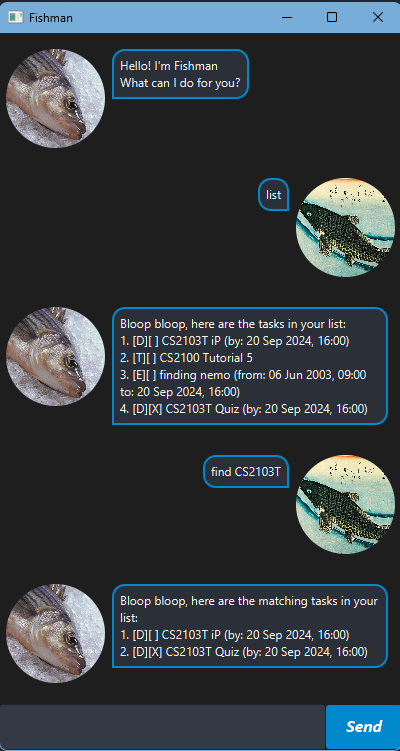 Fishman
Hello! I'm Fishman
What can I do for you?
list
Bloop bloop, here are the tasks in your list:
1. [D][ ] CS2103T iP (by: 20 Sep 2024, 16:00)
2. [T][ ] CS2100 Tutorial 5
3. [E][ ] finding nemo (from: 06 Jun 2003, 09:00
to: 20 Sep 2024, 16:00)
4. [D][X] CS2103T Quiz (by: 20 Sep 2024, 16:00)
find CS2103T
Bloop bloop, here are the matching tasks in your
list:
1. [D][ ] CS2103T iP (by: 20 Sep 2024, 16:00)
2. [D][X] CS2103T Quiz (by: 20 Sep 2024, 16:00)
Send